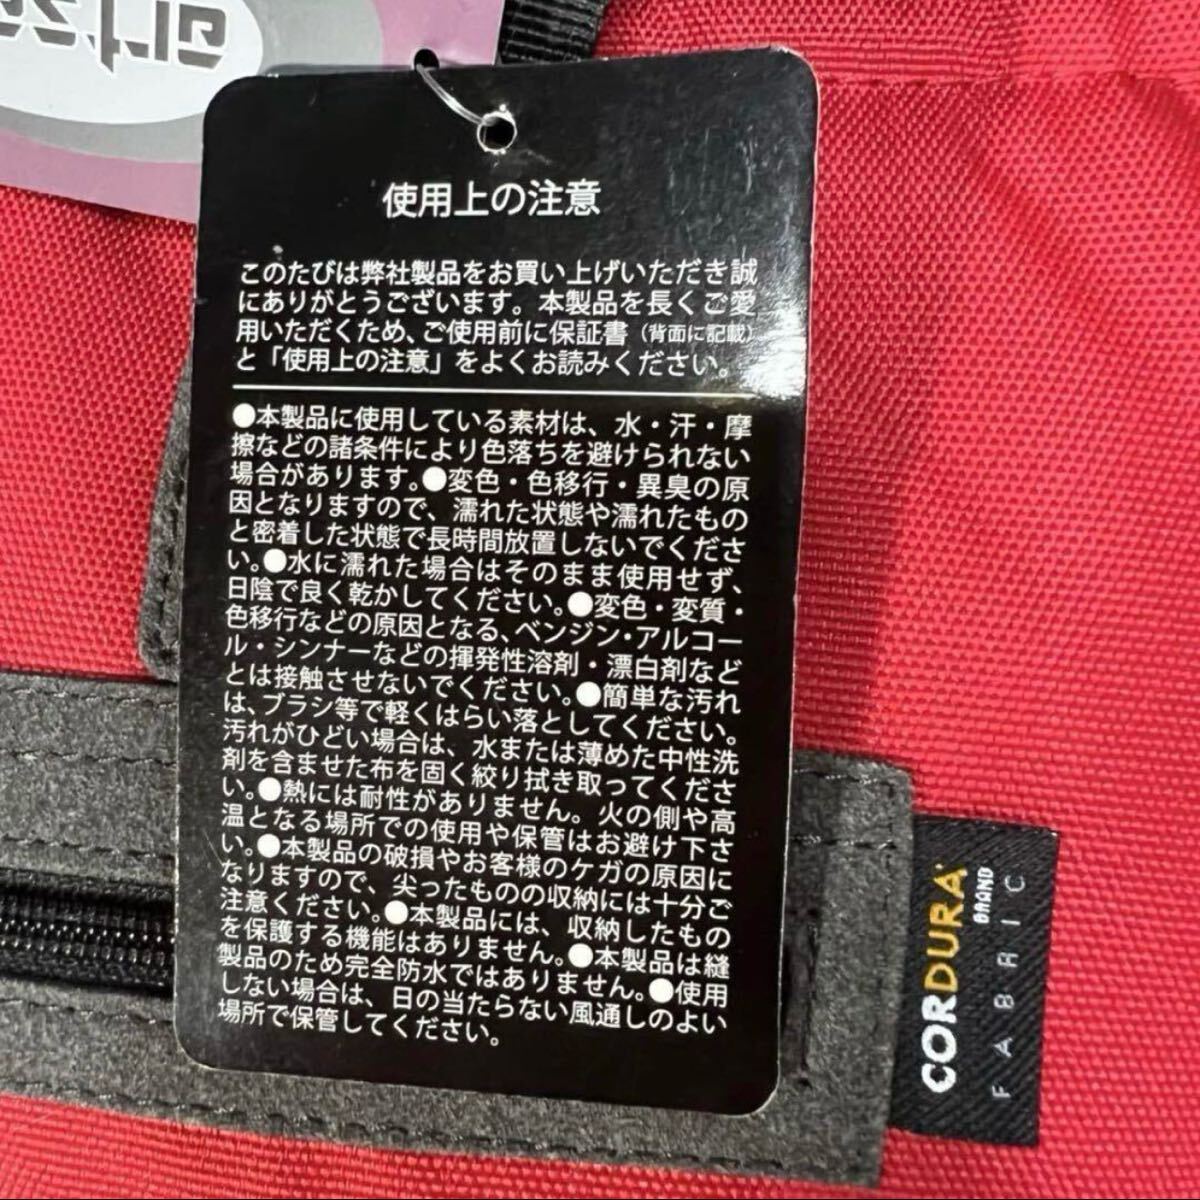 使用上の注意
このたびは弊社製品をお買い上げいただき誠
にありがとうございます。本製品を長くご愛
用いただくため、ご使用前に保証書（背面に記載）
と「使用上の注意」をよくお読みください。
●本製品に使用している素材は、水・汗・摩
擦などの諸条件により色落ちを避けられない
場合があります。●変色・色移行・異臭の原
因となりますので、濡れた状態や濡れたもの
と密着した状態で長時間放置しないでくださ
い。●水に濡れた場合はそのまま使用せず、
日陰で良く乾かしてください。●変色・変質・
色移行などの原因となる、ベンジン・アルコー
ル・シンナーなどの揮発性溶剤・漂白剤など
とは接触させないでください。●簡単な汚れ
は、ブラシ等で軽くはらい落としてください。
汚れがひどい場合は、水または薄めた中性洗
剤を含ませた布を固く絞り拭き取ってくださ
い。●熱には耐性がありません。火の側や高
温となる場所での使用や保管はお避け下さ
い。●本製品の破損やお客様のケガの原因に
なりますので、尖ったものの収納には十分ご
注意ください。●本製品には、収納したもの
を保護する機能はありません。●本製品は縫
製品のため完全防水ではありません。●使用
しない場合は、日の当たらない風通しのよい
場所で保管してください。
CORDURA
BRAND
FABRIC